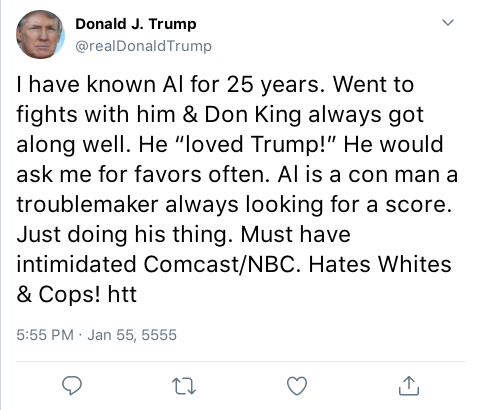 Donald J. Trump
@realDonaldTrump
I have known Al for 25 years. Went to
fights with him & Don King always got
along well. He “loved Trump!” He would
ask me for favors often. Al is a con man a
troublemaker always looking for a score.
Just doing his thing. Must have
intimidated Comcast/NBC. Hates Whites
& Cops! htt
5:55 PM · Jan 55, 5555